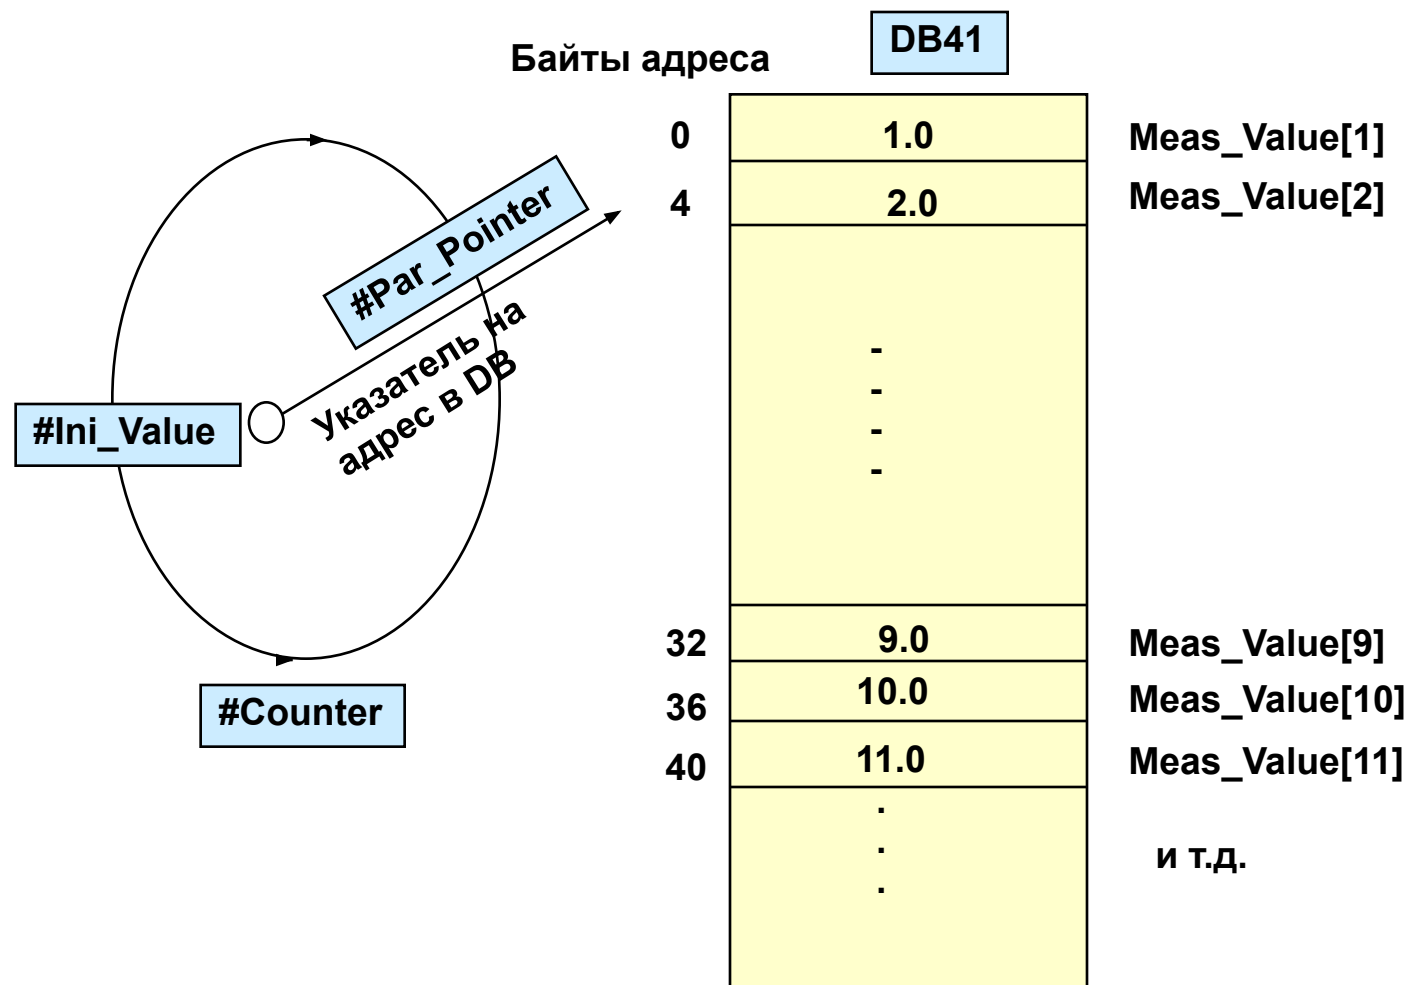 Байты адреса
DB41
0
1.0
Meas_Value[1]
4
2.0
Meas_Value[2]
#Par_Pointer
Указатель на
адрес в DB
#Ini_Value
-
-
-
-
32
9.0
Meas_Value[9]
36
10.0
Meas_Value[10]
#Counter
40
11.0
Meas_Value[11]
.
.
.
и т.д.